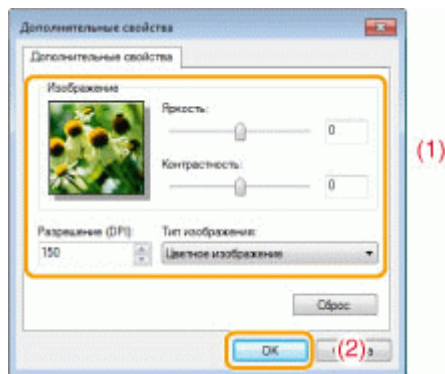 Дополнительные свойства
Дополнительные свойства
Изображение
Яркость:
0
(1)
Контрастность:
0
Разрешение (DPI):
Тип изображения:
150
Цветное изображение
Сброс
OK
(2)